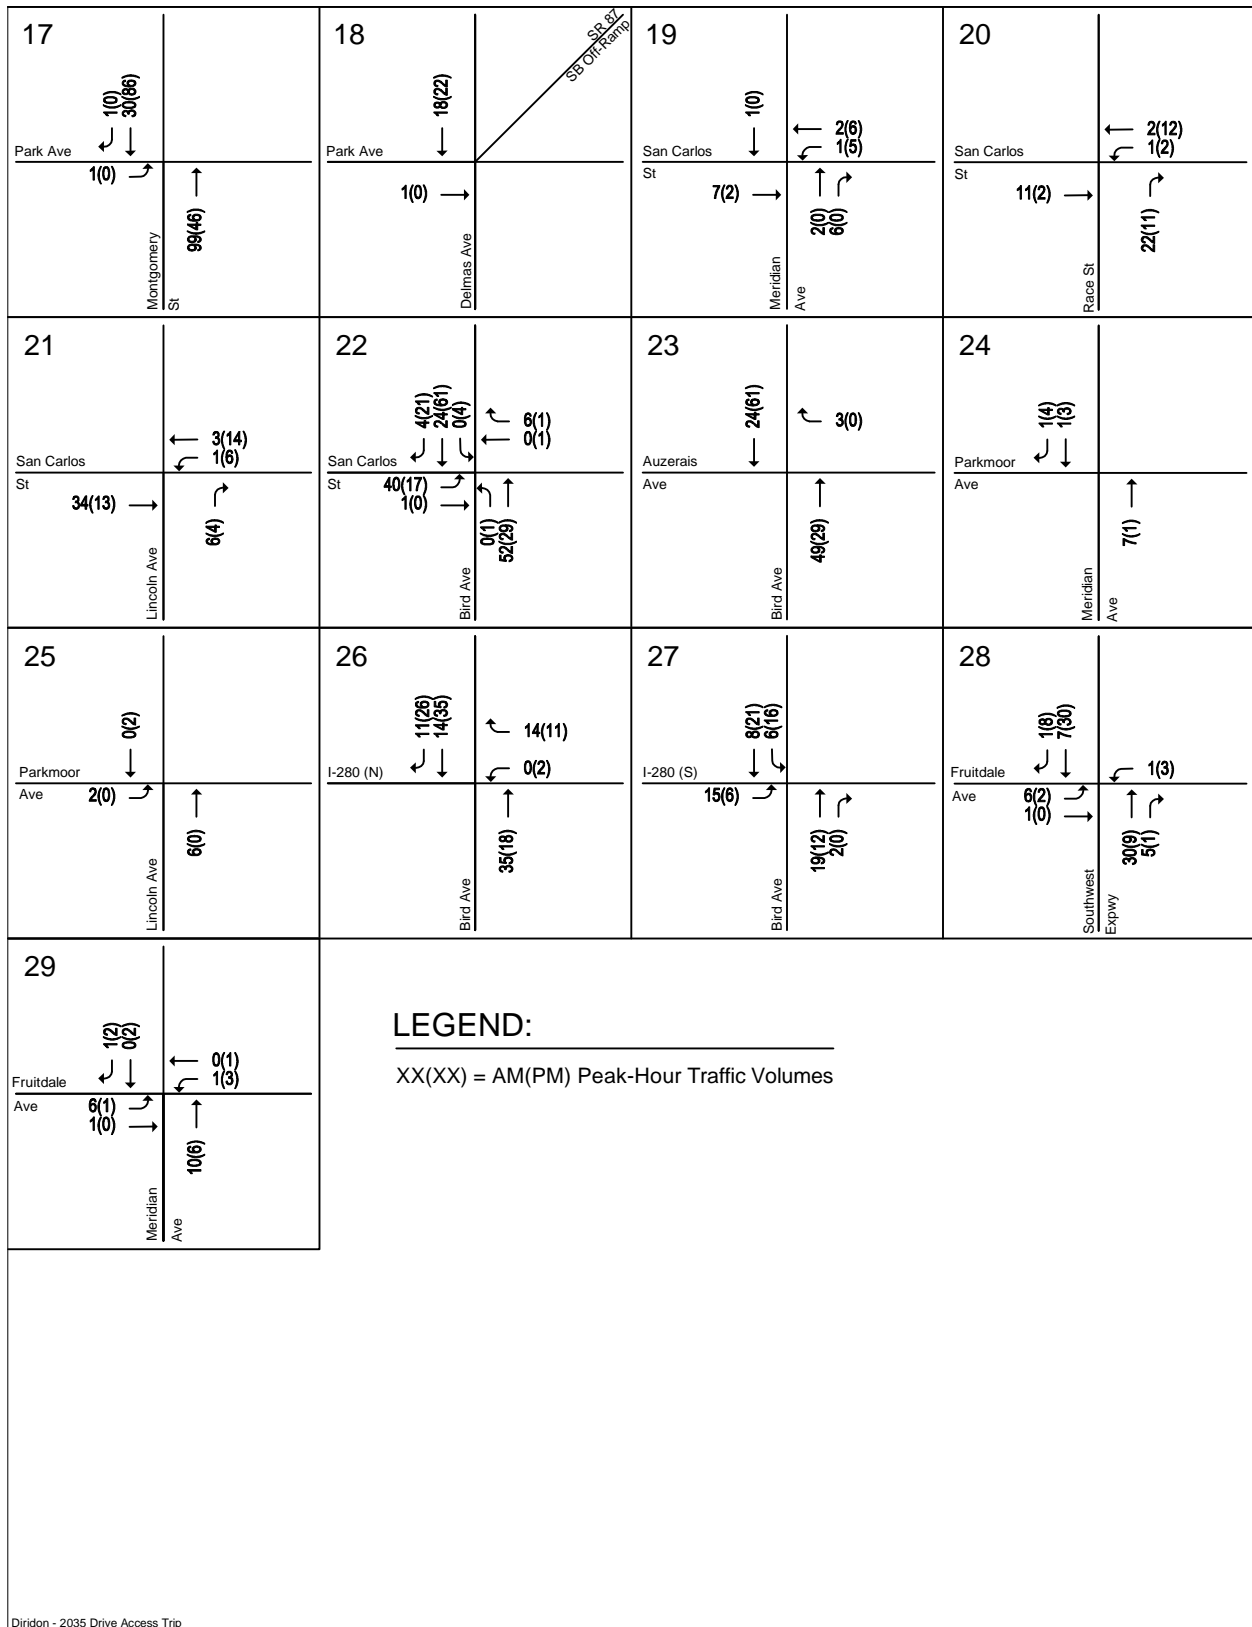 17
1(0)
30(86)
Park Ave
1(0)
99(46)
Montgomery
St
18
SR 87
SB Off-Ramp
18(22)
Park Ave
1(0)
Delmas Ave
19
1(0)
2(6)
1(5)
San Carlos
St
7(2)
2(0)
6(0)
Meridian
Ave
20
2(12)
1(2)
San Carlos
St
11(2)
22(11)
Race St
21
3(14)
1(6)
San Carlos
St
34(13)
6(4)
Lincoln Ave
22
4(21)
24(61)
0(4)
6(1)
0(1)
San Carlos
St
40(17)
1(0)
0(1)
52(29)
Bird Ave
23
24(61)
3(0)
Auzerais
Ave
49(29)
Bird Ave
24
1(4)
1(3)
Parkmoor
Ave
7(1)
Meridian
Ave
25
0(2)
Parkmoor
Ave
2(0)
6(0)
Lincoln Ave
26
11(26)
14(35)
14(11)
0(2)
I-280 (N)
35(18)
Bird Ave
27
8(21)
6(16)
I-280 (S)
15(6)
19(12)
2(0)
Bird Ave
28
1(8)
7(30)
1(3)
Fruitdale
Ave
6(2)
1(0)
30(9)
5(1)
Southwest
Expwy
29
1(2)
0(2)
0(1)
1(3)
Fruitdale
Ave
6(1)
1(0)
10(6)
Meridian
Ave
LEGEND:
XX(XX) = AM(PM) Peak-Hour Traffic Volumes
Diridon - 2035 Drive Access Trip